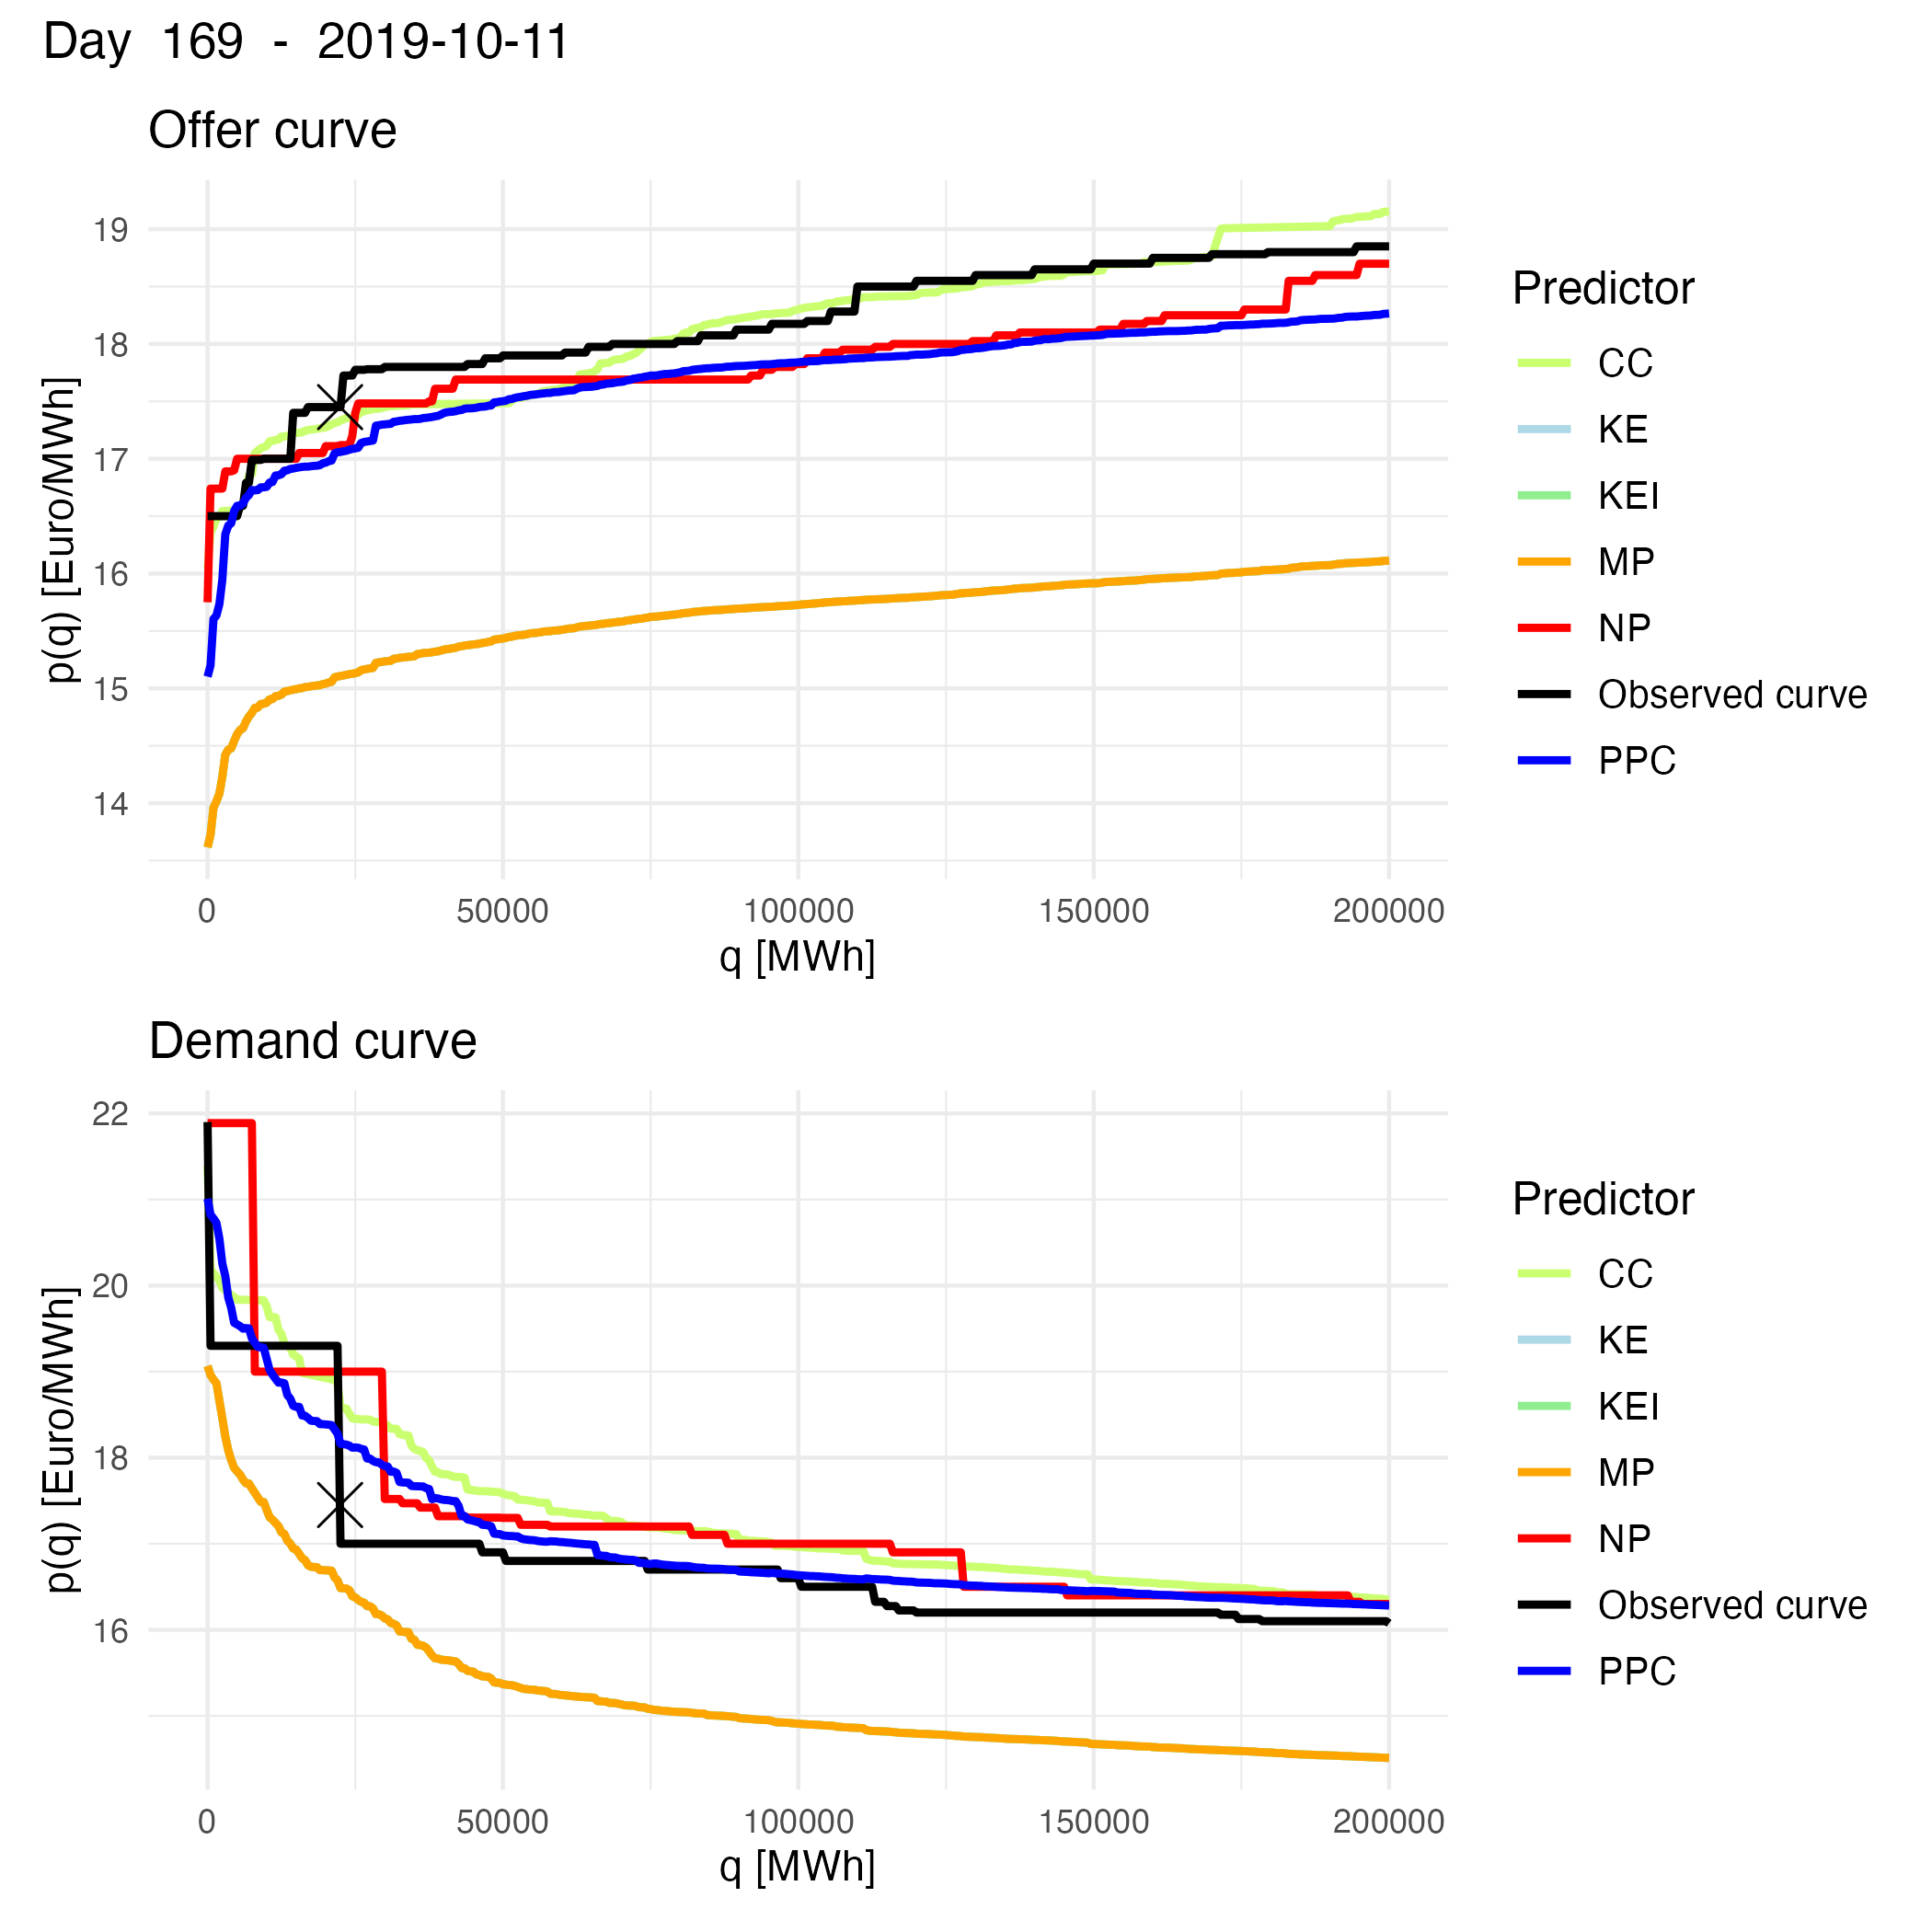 Day 169 - 2019-10-11
Offer curve
19
18
17
16
15
14
p(q) [Euro/MWh]
0 50000 100000 150000 200000
q [MWh]
Predictor
CC
KE
KEI
MP
NP
Observed curve
PPC
Demand curve
22
20
18
16
p(q) [Euro/MWh]
0 50000 100000 150000 200000
q [MWh]
Predictor
CC
KE
KEI
MP
NP
Observed curve
PPC